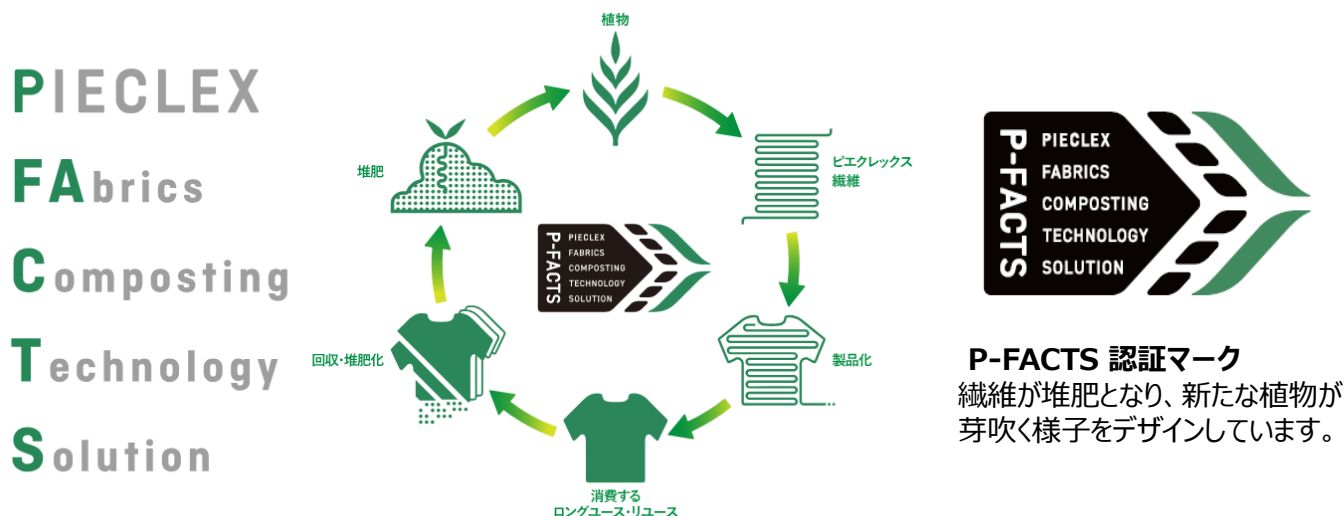 PIECLEX
FAbrics
Composting
Technology
Solution
植物
ピエクレックス
繊維
製品化
消費する
ロングユース・リユース
回収・堆肥化
堆肥
P-FACTS
PIECLEX
FABRICS
COMPOSTING
TECHNOLOGY
SOLUTION
P-FACTS
PIECLEX
FABRICS
COMPOSTING
TECHNOLOGY
SOLUTION
P-FACTS 認証マーク
繊維が堆肥となり、新たな植物が
芽吹く様子をデザインしています。